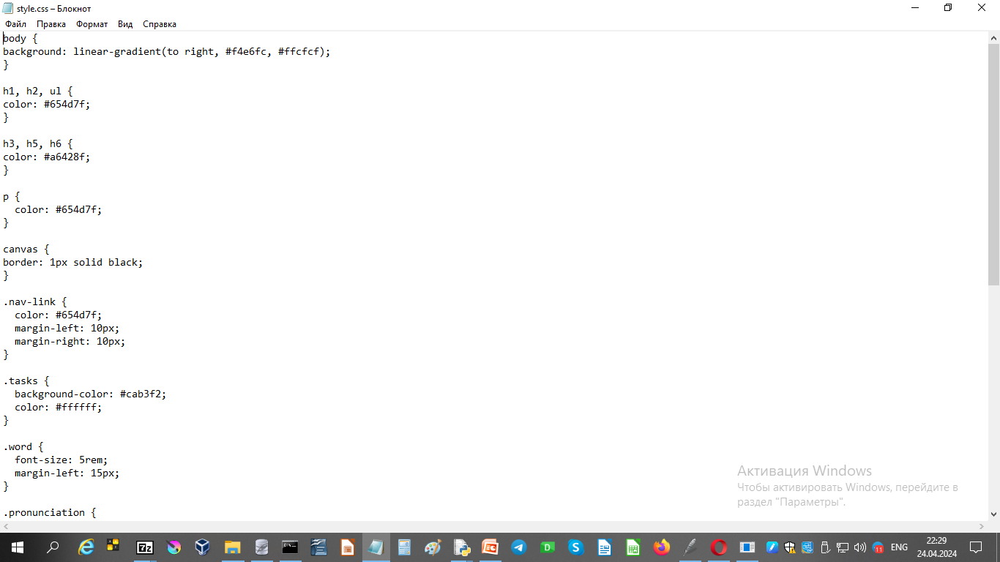 style.css – Блокнот
Файл Правка Формат Вид Справка
body {
background: linear-gradient(to right, #f4e6fc, #ffcfcf);
}

h1, h2, ul {
color: #654d7f;
}

h3, h5, h6 {
color: #a6428f;
}

p {
  color: #654d7f;
}

canvas {
border: 1px solid black;
}

.nav-link {
  color: #654d7f;
  margin-left: 10px;
  margin-right: 10px;
}

.tasks {
  background-color: #cab3f2;
  color: #ffffff;
}

.word {
  font-size: 5rem;
  margin-left: 15px;
}

.pronunciation {
Активация Windows
Чтобы активировать Windows, перейдите в
раздел "Параметры".
7z
EC
D
S
11
ENG
22:29
24.04.2024